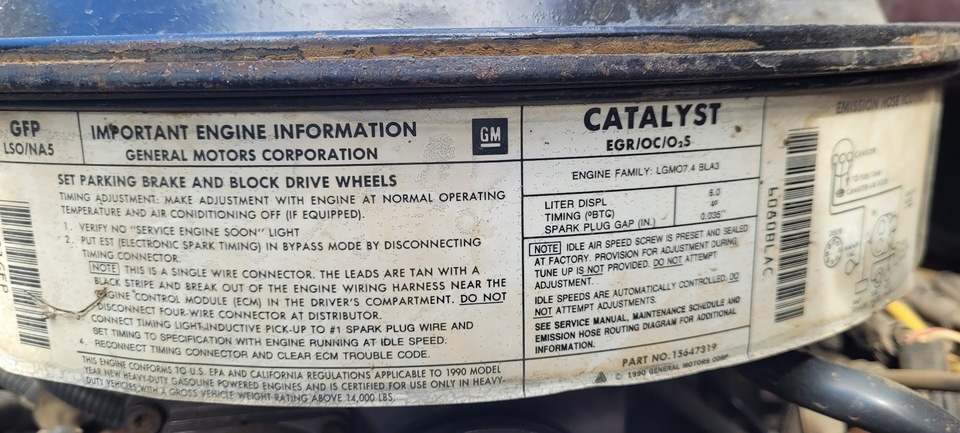 GFP
LSO/NA5
IMPORTANT ENGINE INFORMATION
GENERAL MOTORS CORPORATION
GM
SET PARKING BRAKE AND BLOCK DRIVE WHEELS
TIMING ADJUSTMENT: MAKE ADJUSTMENT WITH ENGINE AT NORMAL OPERATING
TEMPERATURE AND AIR CONDITIONING OFF (IF EQUIPPED).
1. VERIFY NO "SERVICE ENGINE SOON" LIGHT
2. PUT EST (ELECTRONIC SPARK TIMING) IN BYPASS MODE BY DISCONNECTING
TIMING CONNECTOR.
NOTE THIS IS A SINGLE WIRE CONNECTOR. THE LEADS ARE TAN WITH A
BLACK STRIPE AND BREAK OUT OF THE ENGINE WIRING HARNESS NEAR THE
ENGINE CONTROL MODULE (ECM) IN THE DRIVER'S COMPARTMENT. DO NOT
DISCONNECT FOUR-WIRE CONNECTOR AT DISTRIBUTOR.
CONNECT TIMING LIGHT INDUCTIVE PICK-UP TO #1 SPARK PLUG WIRE AND
SET TIMING TO SPECIFICATION WITH ENGINE RUNNING AT IDLE SPEED.
4. RECONNECT TIMING CONNECTOR AND CLEAR ECM TROUBLE CODE.
THIS ENGINE CONFORMS TO U.S. EPA AND CALIFORNIA REGULATIONS APPLICABLE TO 1990 MODEL
YEAR NEW HEAVY-DUTY GASOLINE POWERED ENGINES AND IS CERTIFIED FOR USE ONLY IN HEAVY-
DUTY VEHICLES WITH A GROSS VEHICLE WEIGHT RATING ABOVE 14,000 LBS.
CATALYST
EGR/OC/O₂S
ENGINE FAMILY: LGM07.4 BLA3
LITER DISPL 6.0
TIMING (ºBTC) 4º
SPARK PLUG GAP (IN.) 0.035"
NOTE IDLE AIR SPEED SCREW IS PRESET AND SEALED
AT FACTORY. PROVISION FOR ADJUSTMENT DURING
TUNE UP IS NOT PROVIDED. DO NOT ATTEMPT
ADJUSTMENT.
IDLE SPEEDS ARE AUTOMATICALLY CONTROLLED. DO
NOT ATTEMPT ADJUSTMENTS.
SEE SERVICE MANUAL, MAINTENANCE SCHEDULE AND
EMISSION HOSE ROUTING DIAGRAM FOR ADDITIONAL
INFORMATION.
PART NO. 15647319
© 1990 GENERAL MOTORS CORP
EMISSION HOSE
CANISTER
TO FUEL TANK